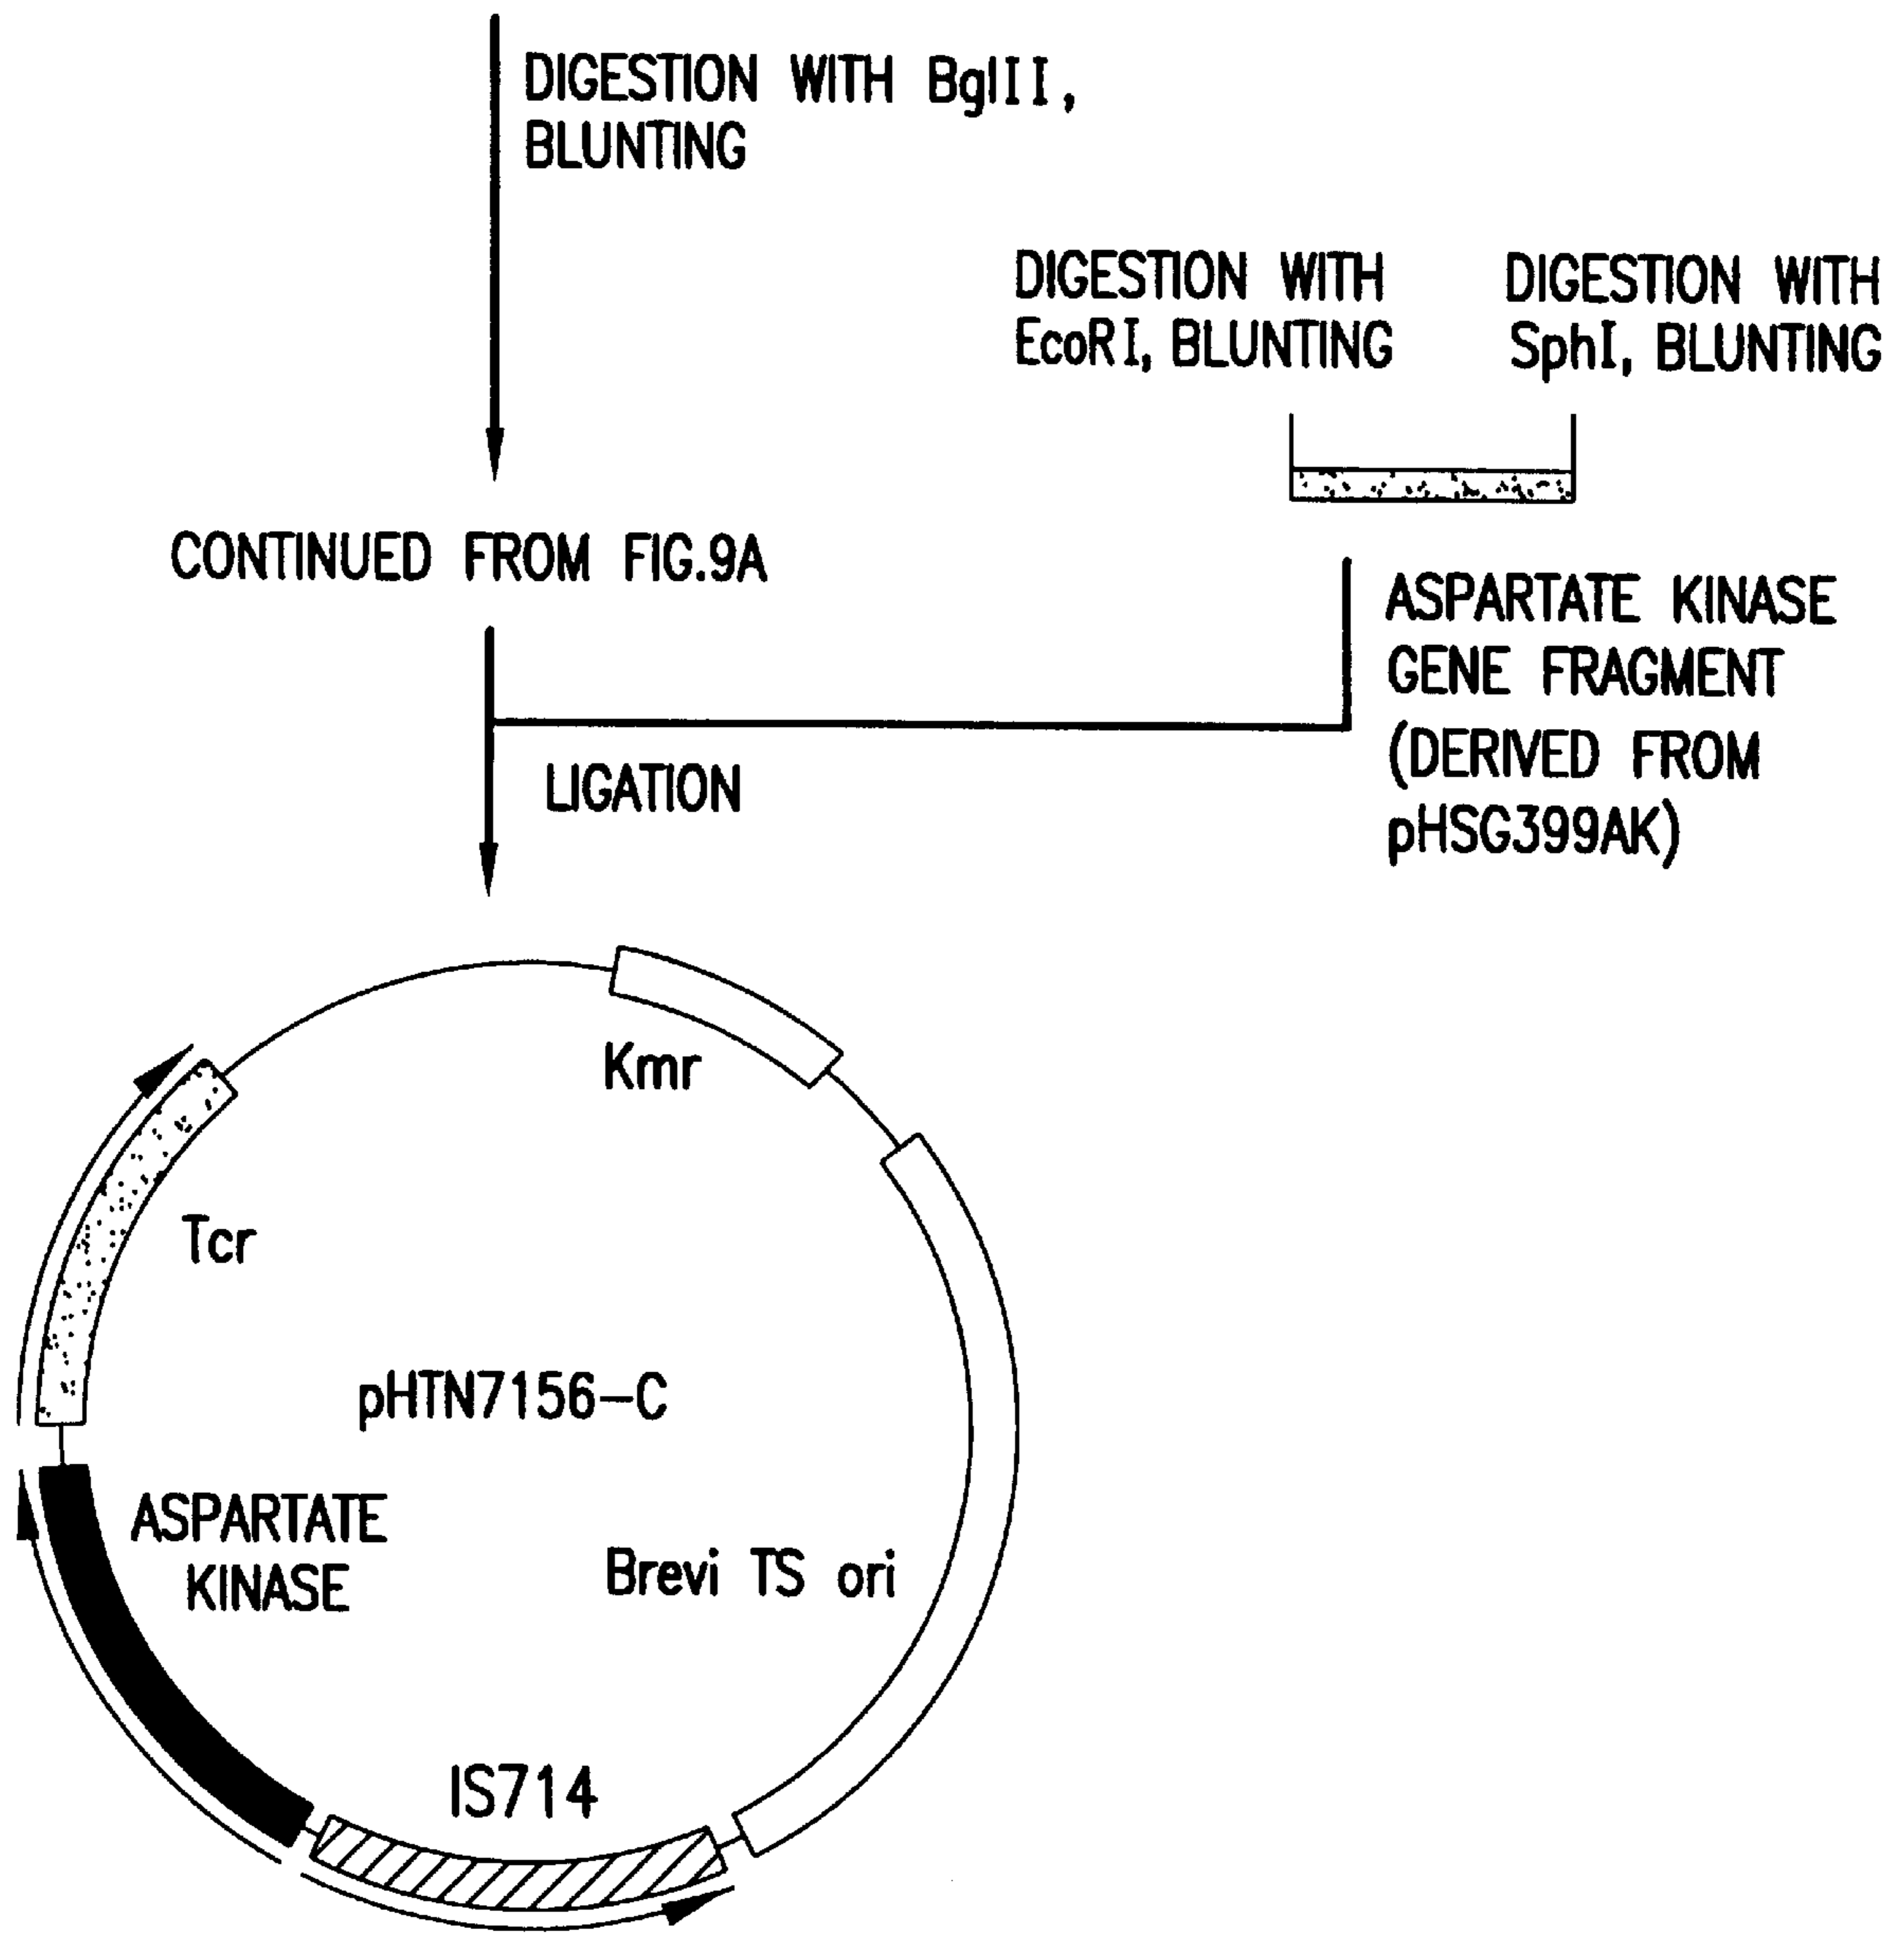 DIGESTION WITH BglII,
BLUNTING
DIGESTION WITH
EcoRI, BLUNTING
DIGESTION WITH
SphI, BLUNTING
CONTINUED FROM FIG.9A
ASPARTATE KINASE
GENE FRAGMENT
(DERIVED FROM
pHSG399AK)
LIGATION
Kmr
Tcr
pHTN7156-C
ASPARTATE
KINASE
Brevi TS ori
IS714